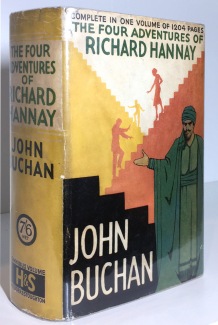 THE FOUR
ADVENTURES
OF
RICHARD
HANNAY
JOHN
BUCHAN
7/6
H&S
COMPLETE IN ONE VOLUME OF 1204 PAGES
THE FOUR ADVENTURES OF
RICHARD HANNAY
JOHN
BUCHAN